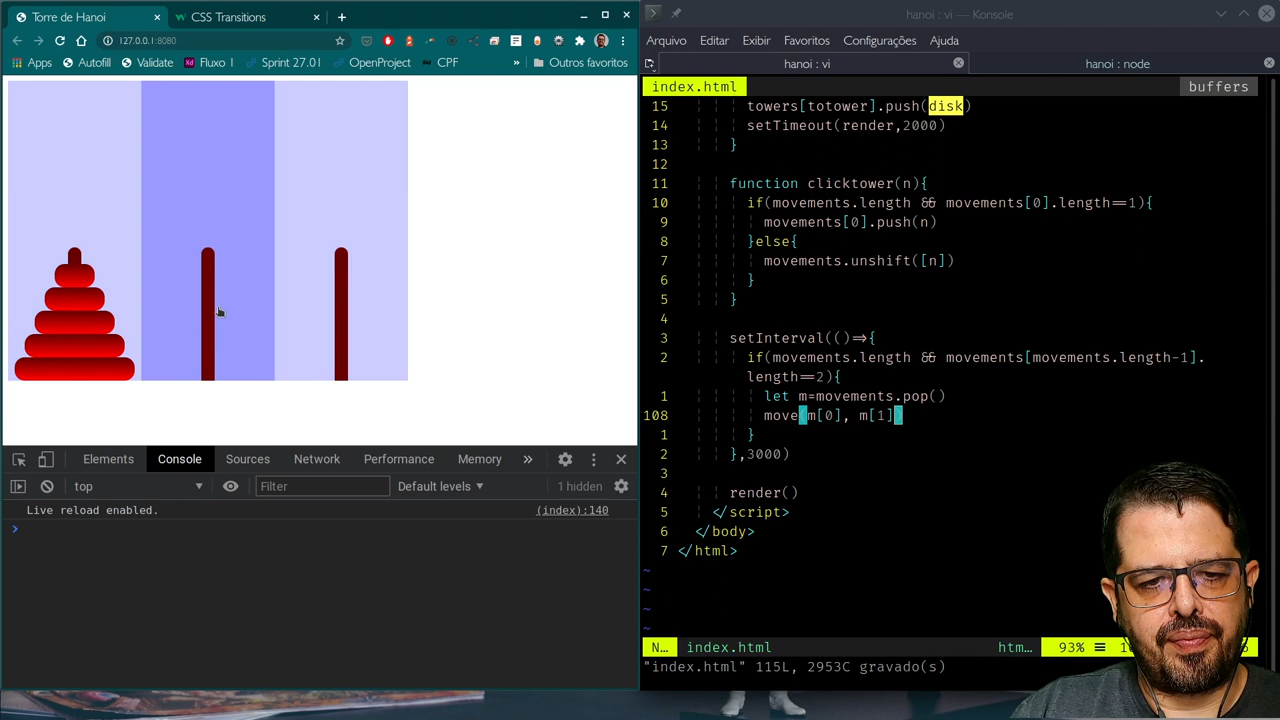 Torre de Hanoi
CSS Transitions
127.0.0.1:8080
Apps Autofill Validate Fluxo I Sprint 27.01 OpenProject CPF » Outros favoritos
Elements Console Sources Network Performance Memory »
top Filter Default levels 1 hidden
Live reload enabled. (index):140
hanoi : vi — Konsole
Arquivo Editar Exibir Favoritos Configurações Ajuda
hanoi : vi hanoi : node
index.html buffers
15 towers[totower].push(disk)
14 setTimeout(render,2000)
13 }
12
11 function clicktower(n){
10 if(movements.length && movements[0].length==1){
9 movements[0].push(n)
8 }else{
7 movements.unshift([n])
6 }
5 }
4
3 setInterval(()=>{
2 if(movements.length && movements[movements.length-1].
length==2){
1 let m=movements.pop()
108 move(m[0], m[1])
1 }
2 },3000)
3
4 render()
5 </script>
6 </body>
7 </html>
~
~
~
~
N… index.html htm… 93%
"index.html" 115L, 2953C gravado(s)